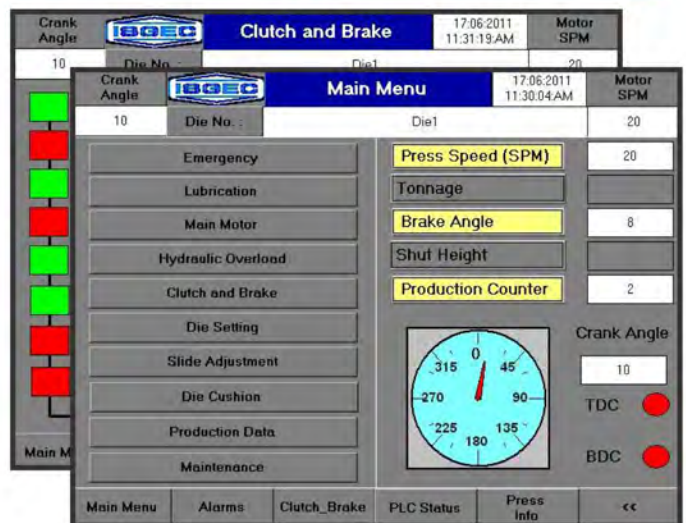 Crank
Angle
ISGEC
Clutch and Brake
17:06:2011
11:31:19:AM
Motor
SPM
10
Die No. :
Die1
20
Main M
Crank
Angle
ISGEC
Main Menu
17:06:2011
11:30:04:AM
Motor
SPM
10
Die No. :
Die1
20
Emergency
Press Speed (SPM)
20
Lubrication
Tonnage
Main Motor
Brake Angle
8
Hydraulic Overload
Shut Height
Clutch and Brake
Production Counter
2
Die Setting
Slide Adjustment
Die Cushion
Production Data
Maintenance
0
45
90
135
180
225
270
315
Crank Angle
10
TDC
BDC
Main Menu
Alarms
Clutch_Brake
PLC Status
Press
Info
<<